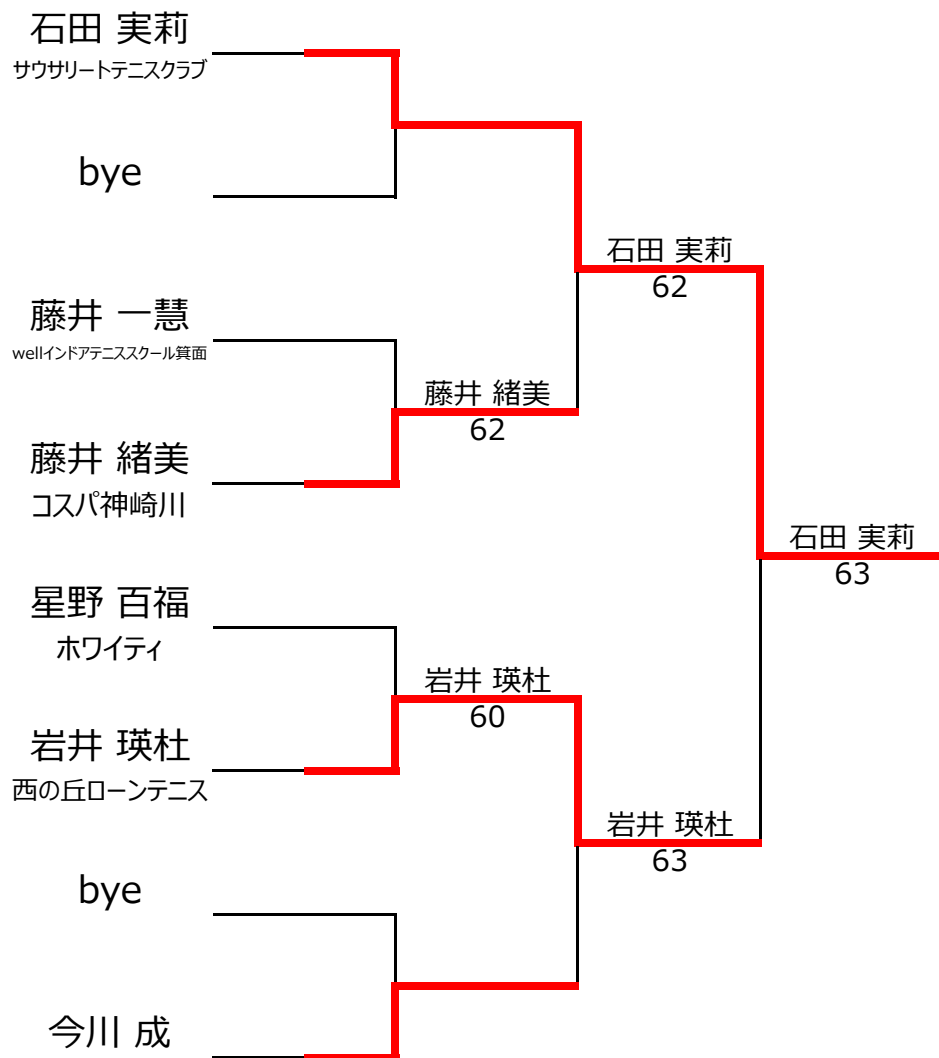 石田 実莉
サウサリートテニスクラブ
bye
石田 実莉
62
藤井 一慧
wellインドアテニススクール箕面
藤井 緒美
62
藤井 緒美
コスパ神崎川
石田 実莉
63
星野 百福
ホワイティ
岩井 瑛杜
60
岩井 瑛杜
西の丘ローンテニス
岩井 瑛杜
63
bye
今川 成